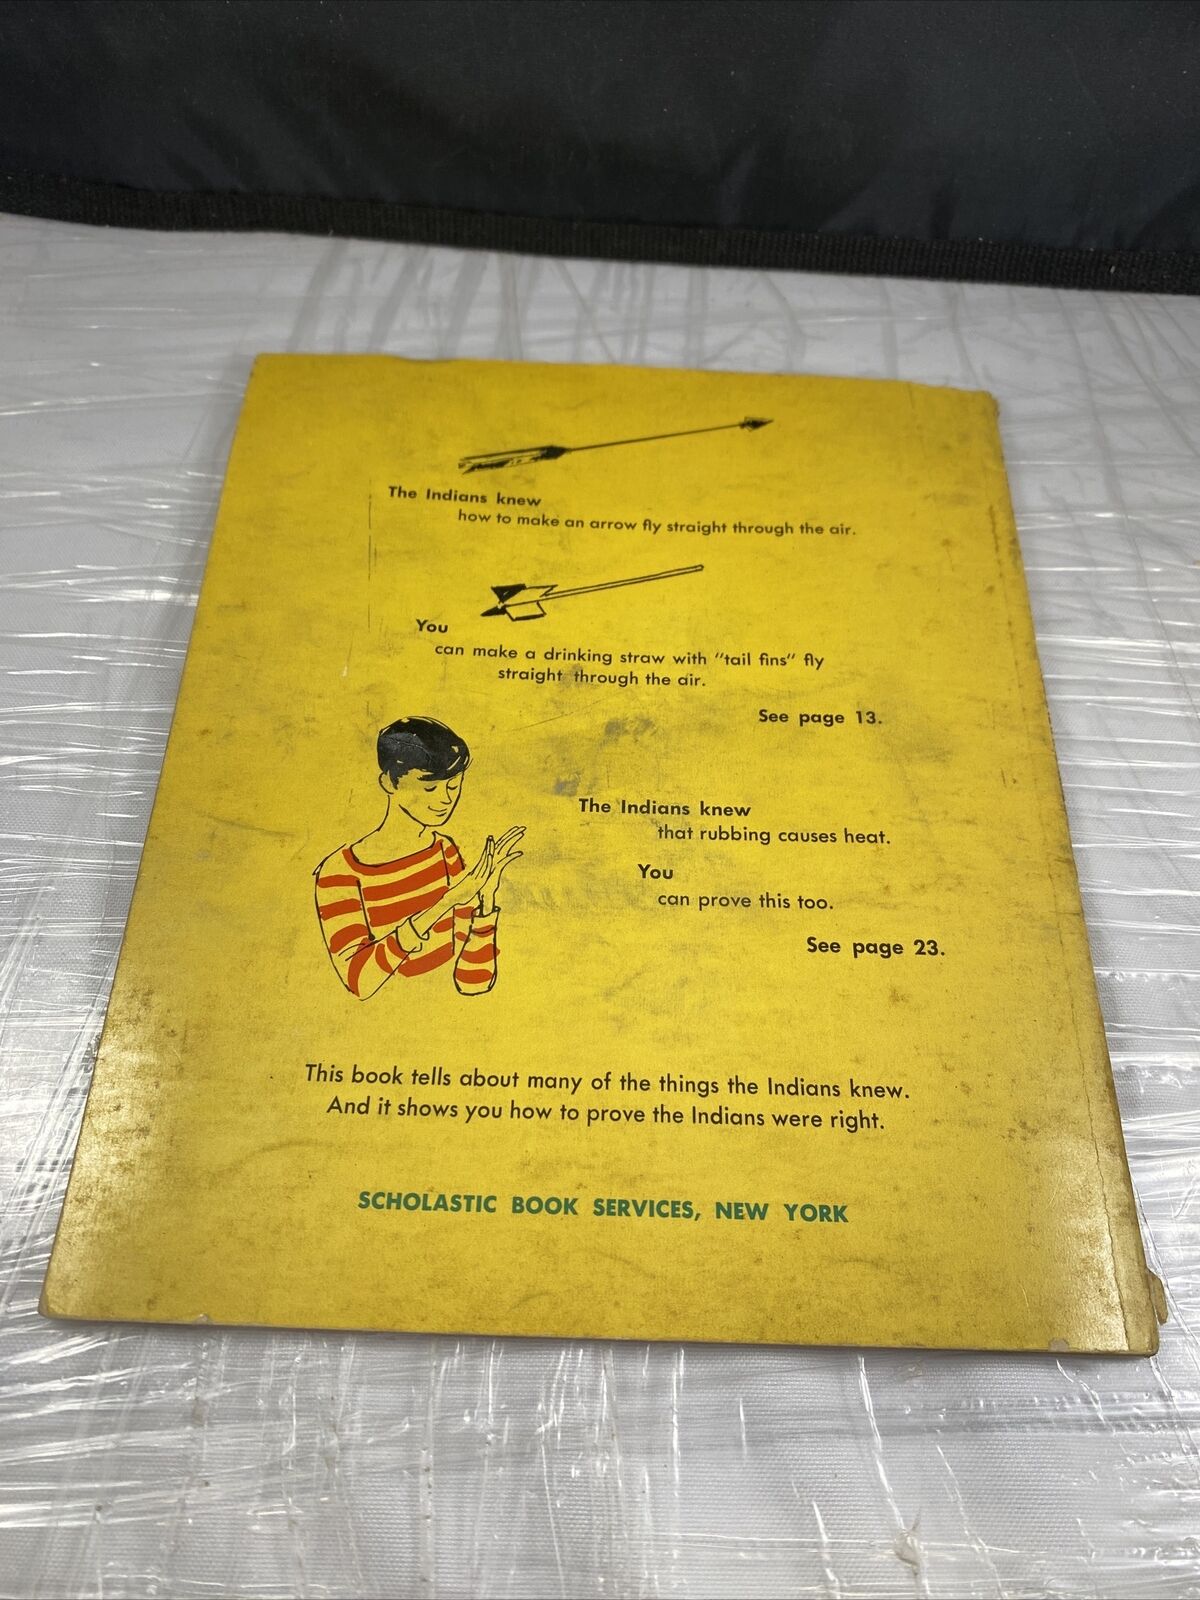 The Indians knew
how to make an arrow fly straight through the air.
You
can make a drinking straw with "tail fins" fly
straight through the air.
See page 13.
The Indians knew
that rubbing causes heat.
You
can prove this too.
See page 23.
This book tells about many of the things the Indians knew.
And it shows you how to prove the Indians were right.
SCHOLASTIC BOOK SERVICES, NEW YORK